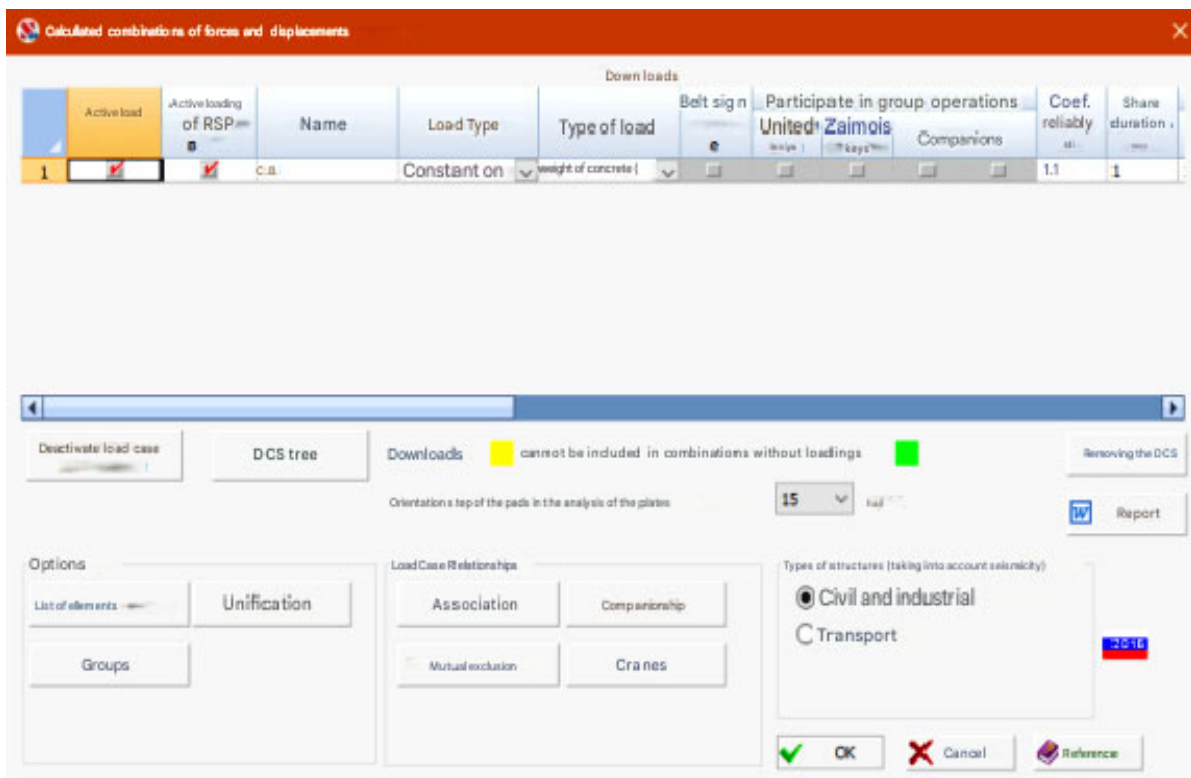 Calculated combinations of forces and displacements
Down loads
Active load
Active loading
of RSP
Name
Load Type
Type of load
Belt sign
e
Participate in group operations
United
Zaimois
Companions
Coef.
reliably
Share
duration
1
c.a.
Constant on
weight of concrete (
1.1
1
Deactivate load case
DCS tree
Downloads
cannot be included in combinations without loadings
Removing the DCS
Orientation step of the pads in the analysis of the plates
15
Report
Options
List of elements
Unification
Groups
Load Case Relationships
Association
Companionship
Mutual exclusion
Cranes
Types of structures (taking into account seismicity)
Civil and industrial
Transport
2016
OK
Cancel
Reference